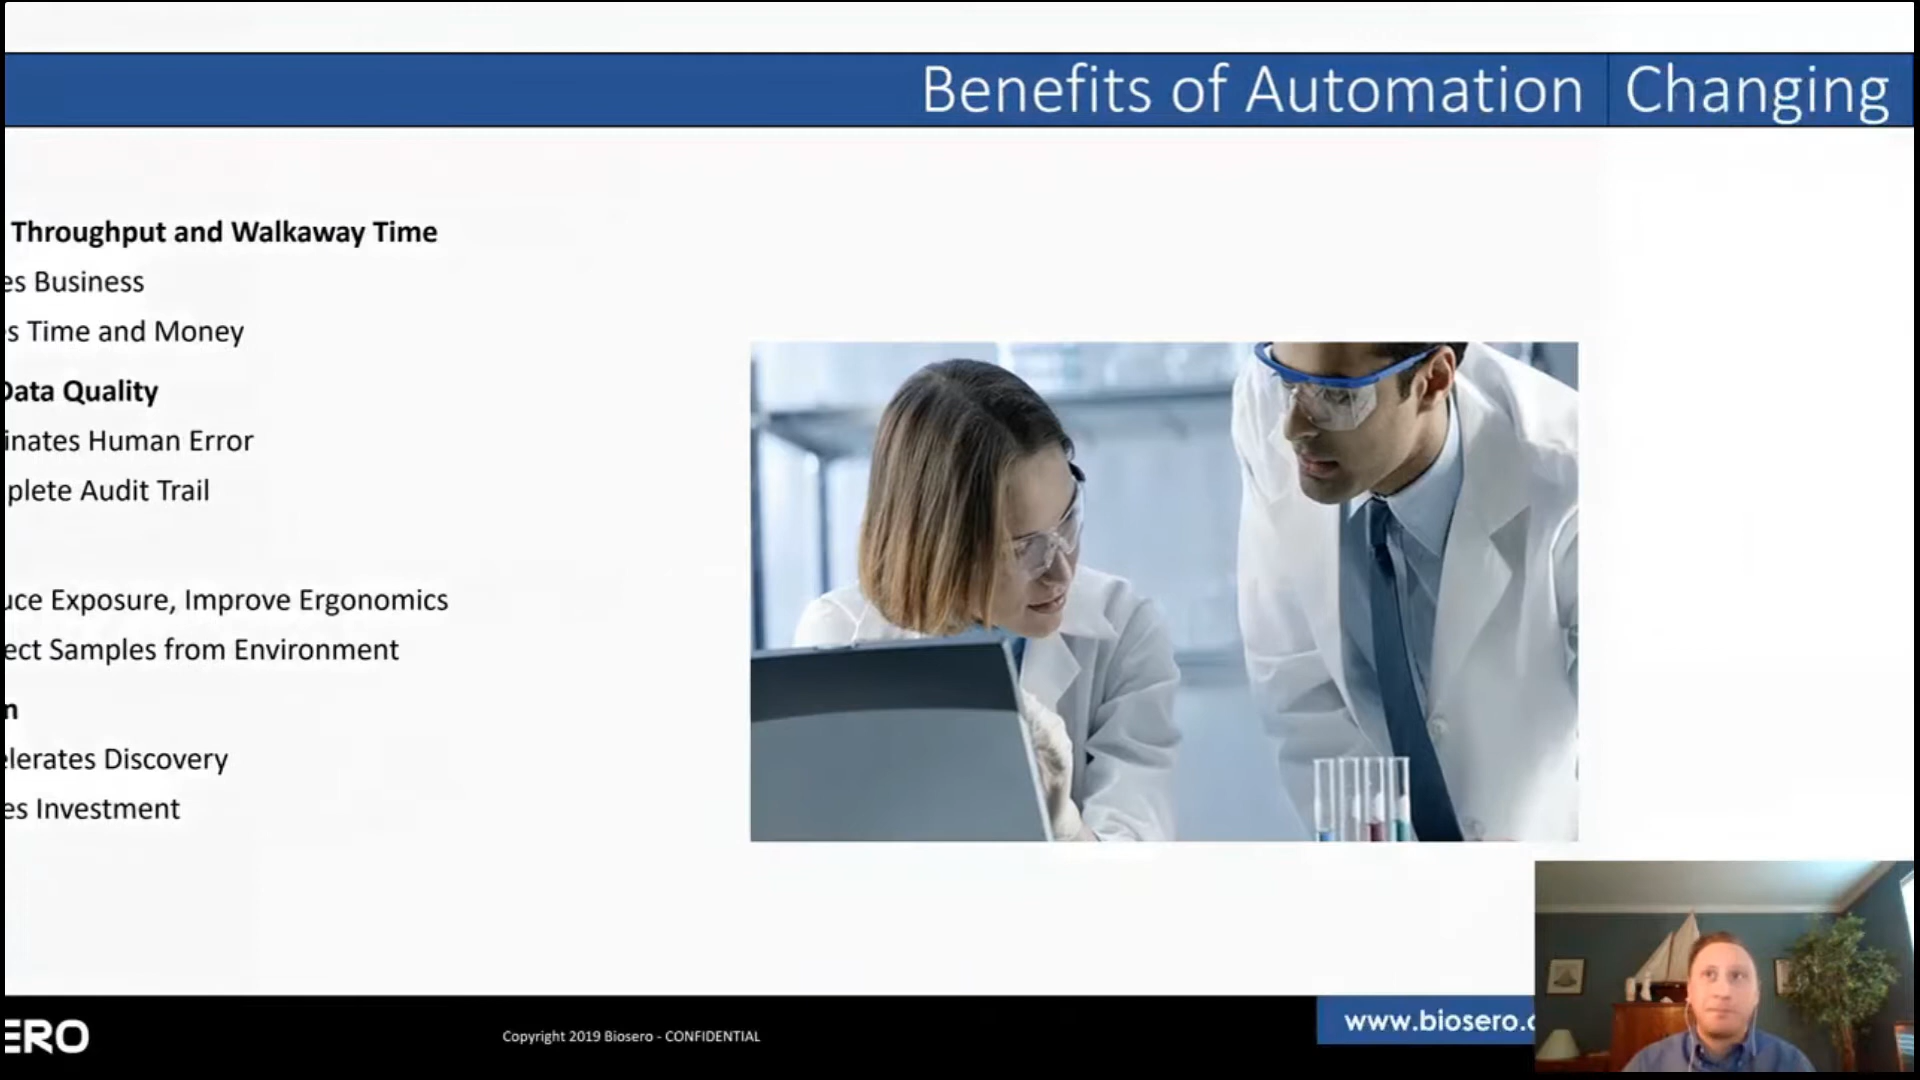 Benefits of Automation
Changing
Throughput and Walkaway Time
es Business
s Time and Money
Data Quality
inates Human Error
plete Audit Trail
uce Exposure, Improve Ergonomics
ect Samples from Environment
n
lerates Discovery
es Investment
ERO
Copyright 2019 Biosero - CONFIDENTIAL
www.biosero.c